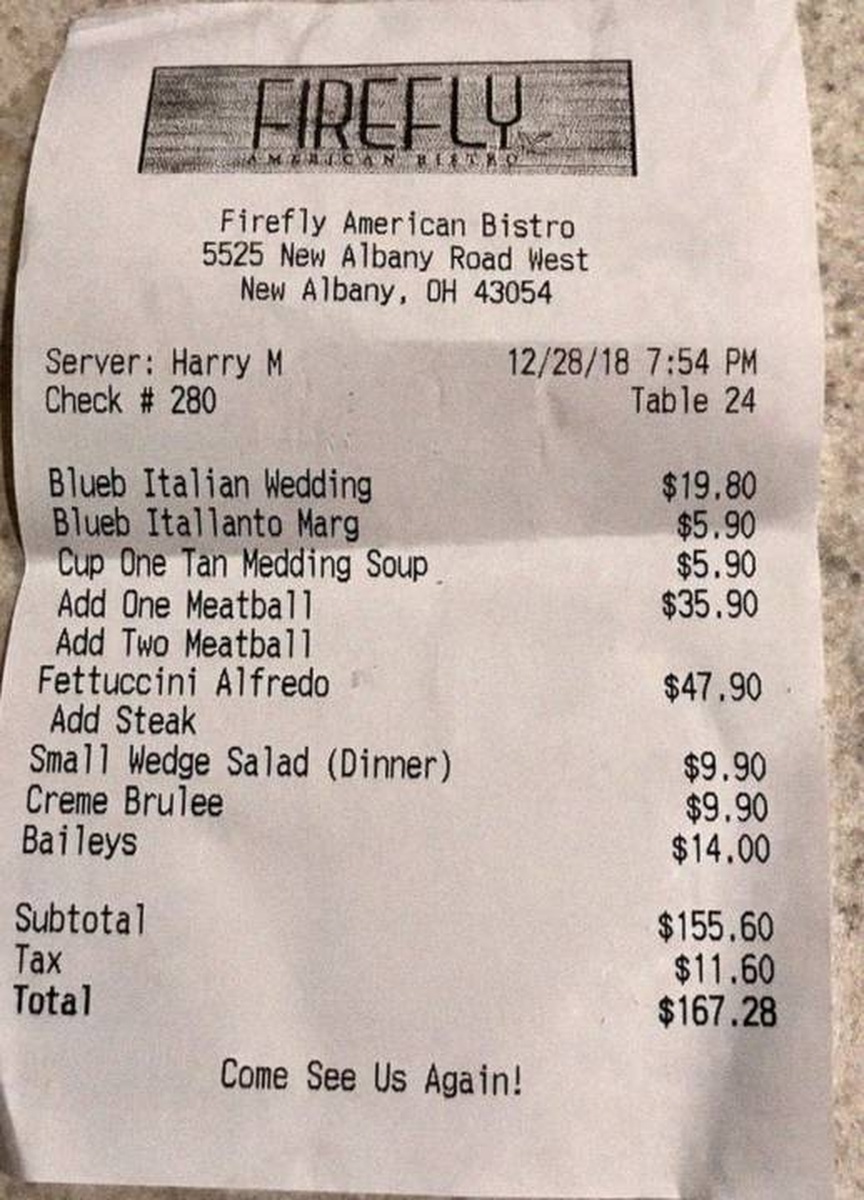 FIREFLY
AMERICAN BISTRO
Firefly American Bistro
5525 New Albany Road West
New Albany, OH 43054
Server: Harry M 12/28/18 7:54 PM
Check # 280 Table 24
Blueb Italian Wedding $19.80
Blueb Itallanto Marg $5.90
Cup One Tan Medding Soup $5.90
Add One Meatball $35.90
Add Two Meatball
Fettuccini Alfredo $47.90
Add Steak
Small Wedge Salad (Dinner) $9.90
Creme Brulee $9.90
Baileys $14.00
Subtotal $155.60
Tax $11.60
Total $167.28
Come See Us Again!